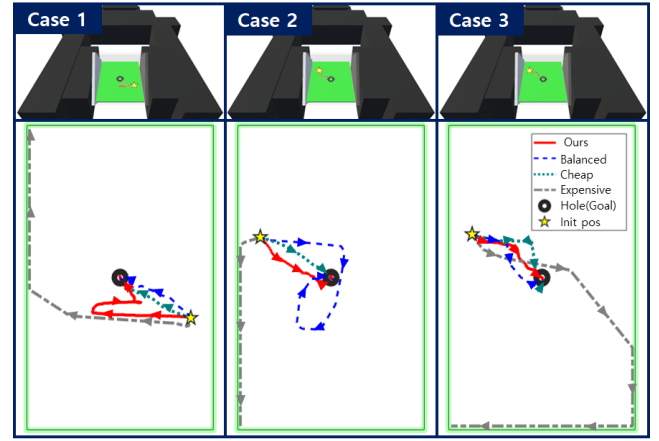 Case 1
Case 2
Case 3
Ours
Balanced
Cheap
Expensive
Hole(Goal)
Init pos